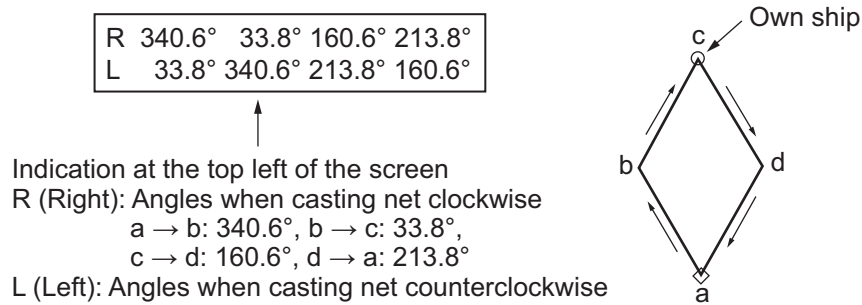 R 340.6° 33.8° 160.6° 213.8°
L 33.8° 340.6° 213.8° 160.6°
Indication at the top left of the screen
R (Right): Angles when casting net clockwise
a → b: 340.6°, b → c: 33.8°,
c → d: 160.6°, d → a: 213.8°
L (Left): Angles when casting net counterclockwise
Own ship
c
b
d
a